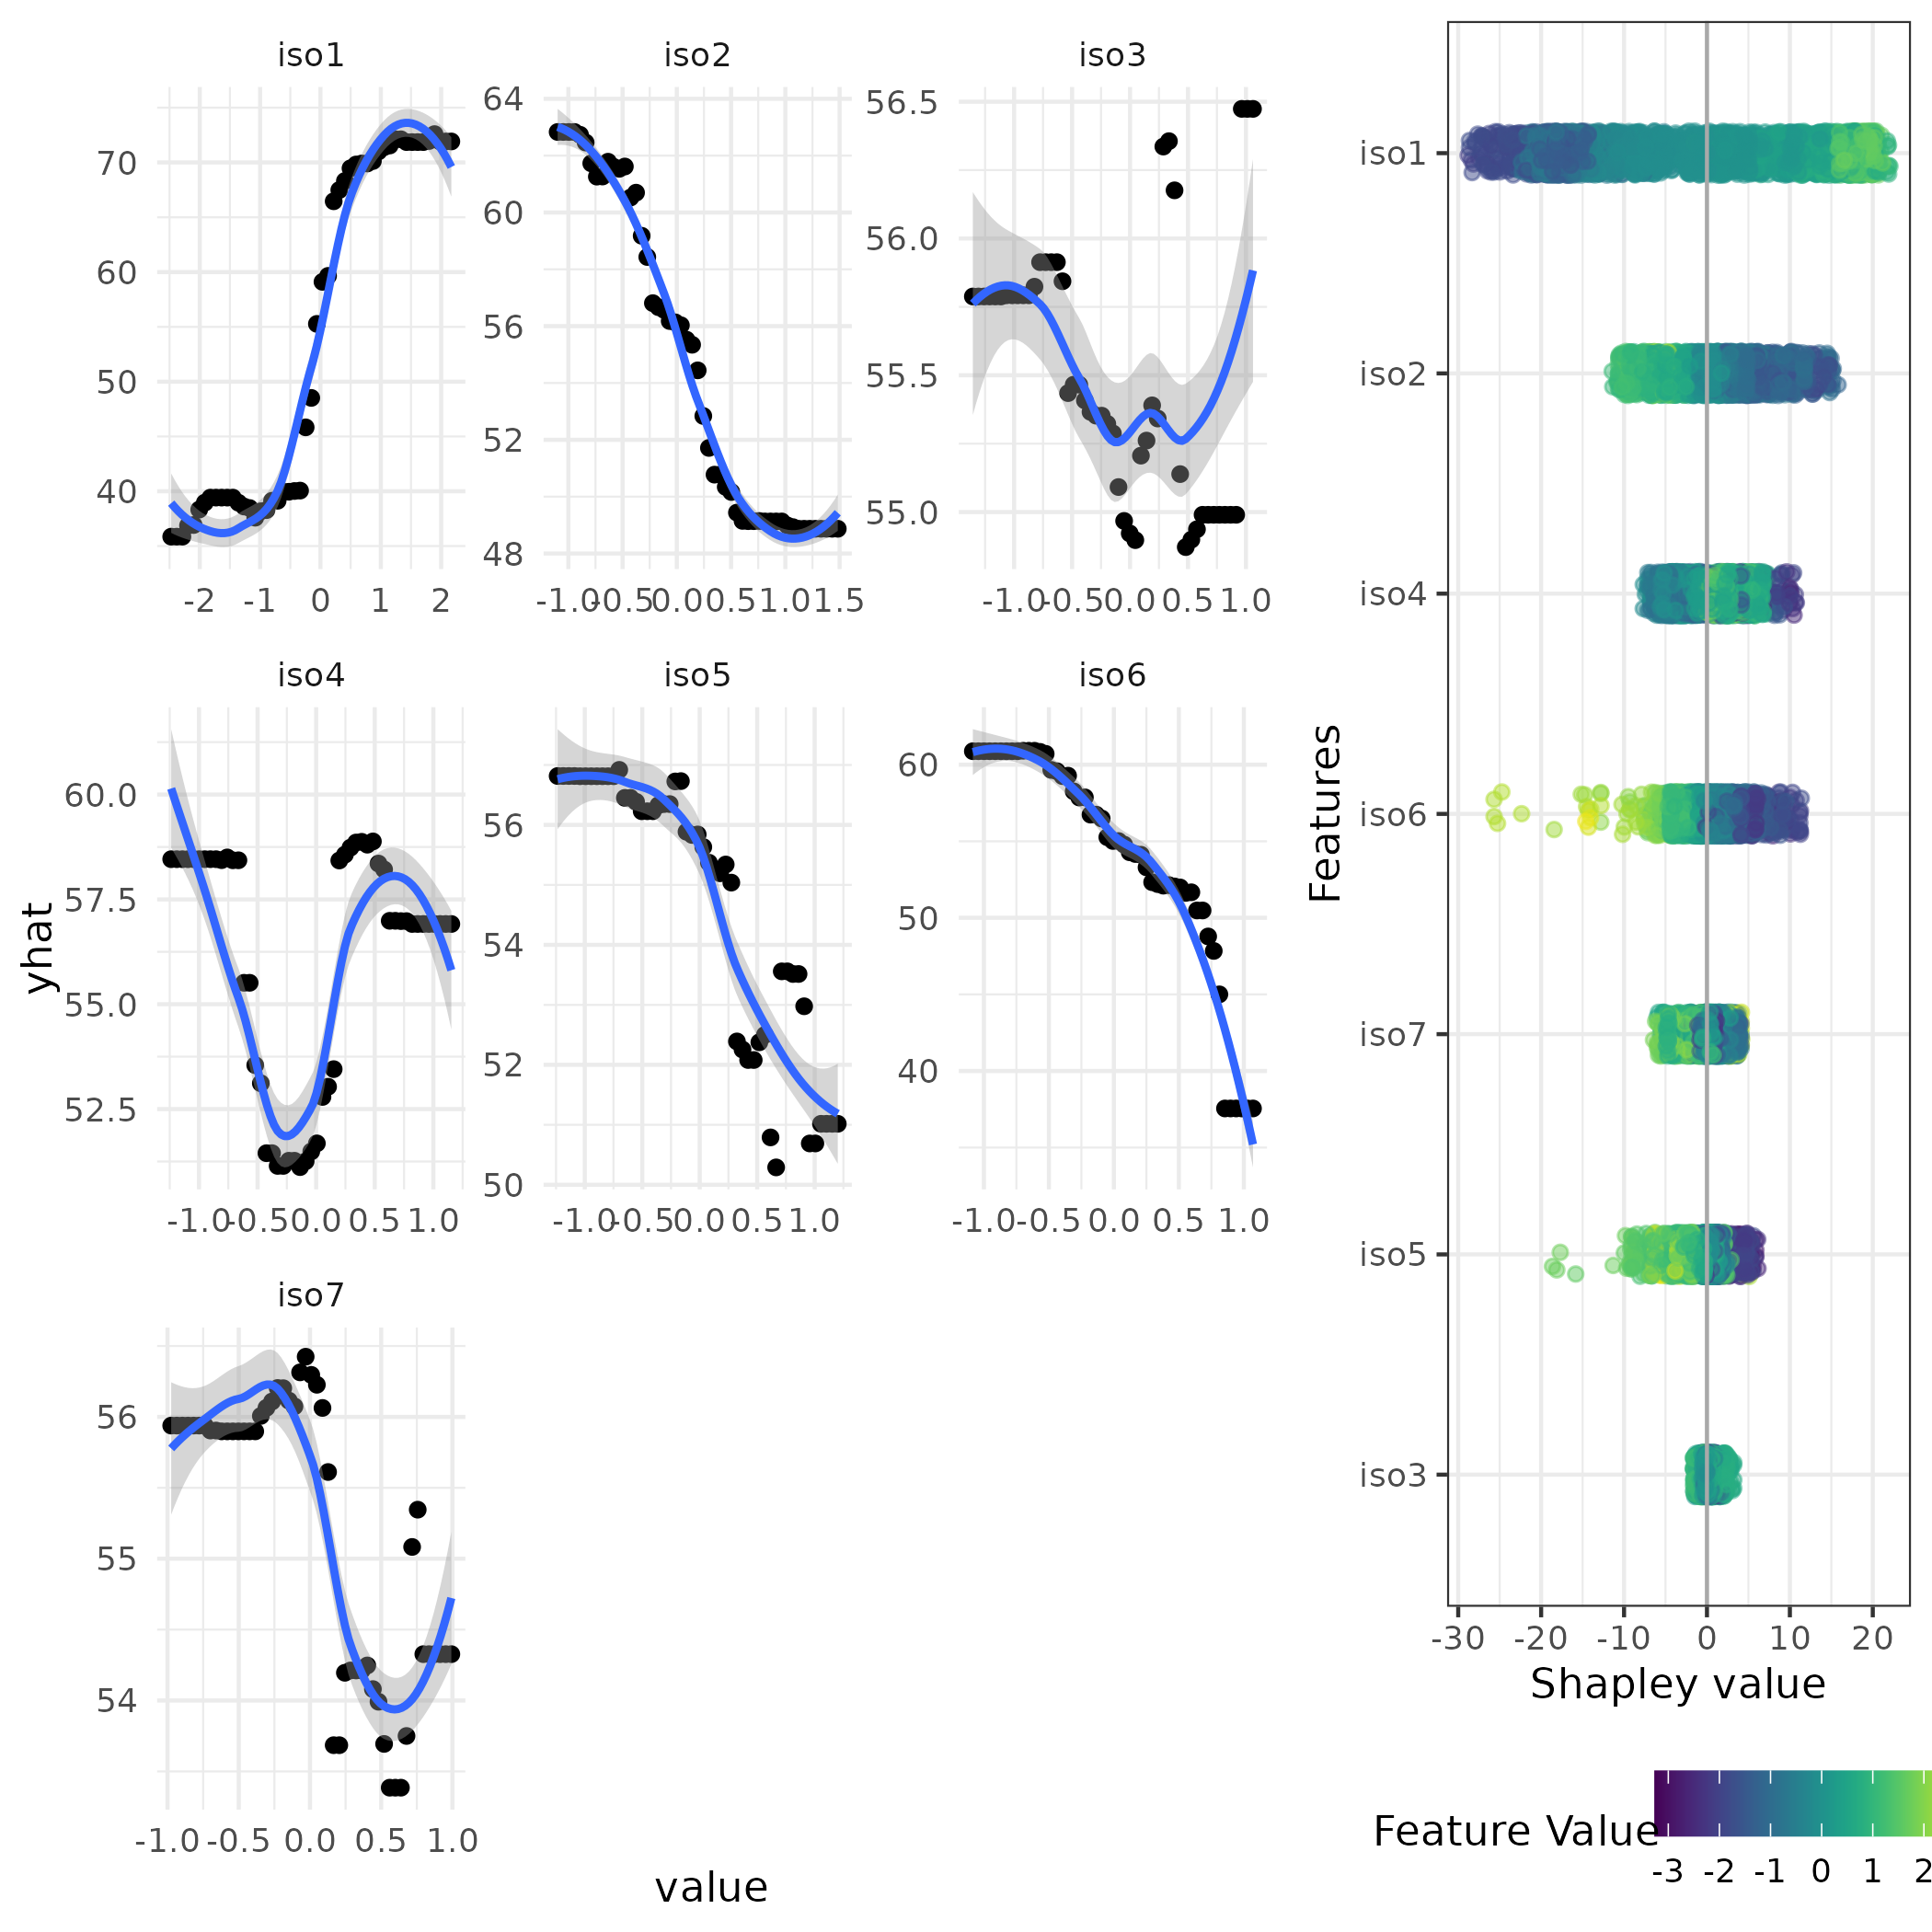 iso1 iso2 iso3
64 56.5
70
iso1
60 56.0
60
56
50 iso2
55.5
52
40
55.0
48
-2 -1 0 1 2 -1.0 -0.5 0.0 0.5 1.0 1.5 -1.0 -0.5 0.0 0.5 1.0
iso4
iso4 iso5 iso6
Features
60.0 60
56 iso6
57.5
50
54
55.0
iso7
52 40
52.5
50
-1.0 -0.5 0.0 0.5 1.0 -1.0 -0.5 0.0 0.5 1.0 -1.0 -0.5 0.0 0.5 1.0
yhat
iso5
iso7
56
iso3
55
-30 -20 -10 0 10 20
Shapley value
54
-1.0 -0.5 0.0 0.5 1.0
value
Feature Value
-3 -2 -1 0 1 2